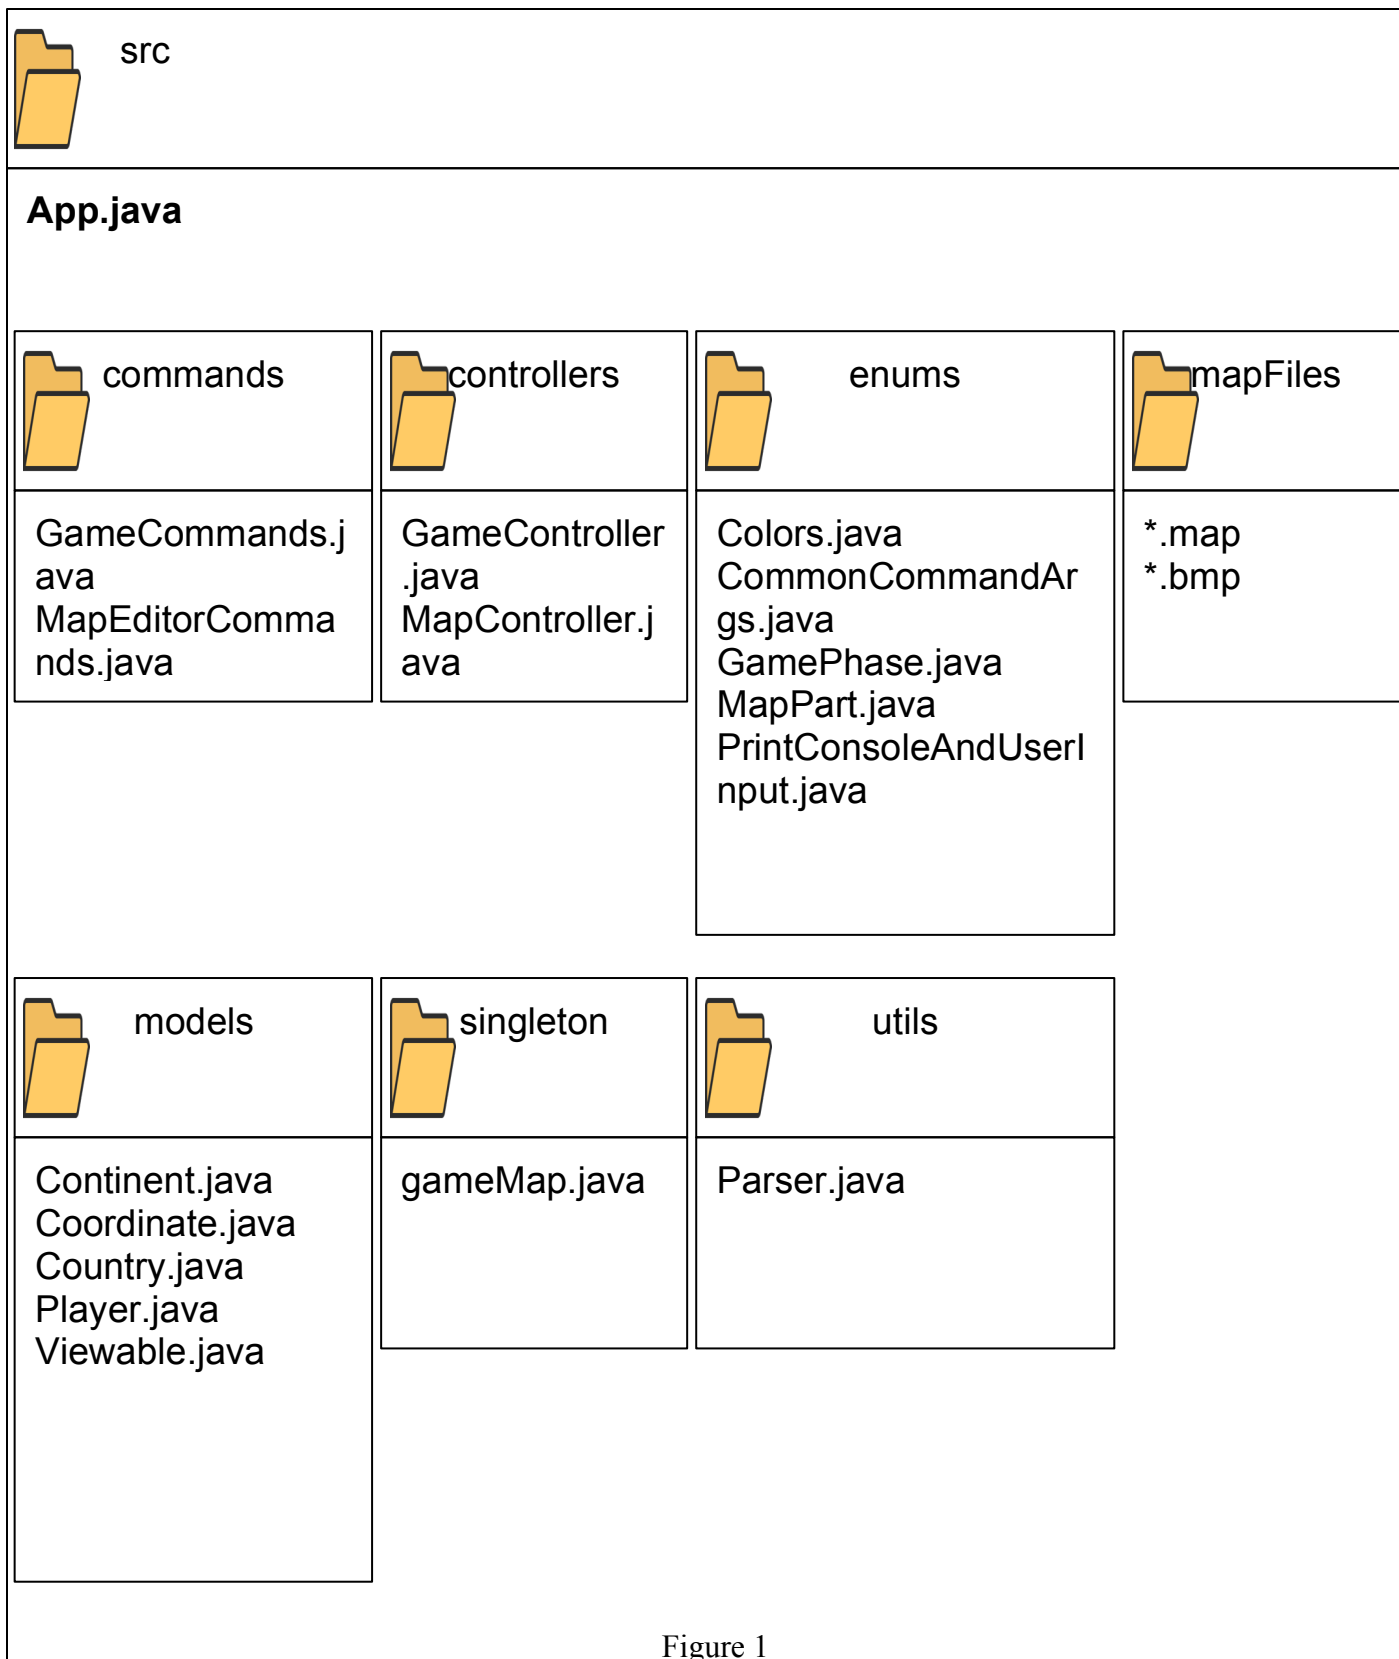 src
App.java
commands
GameCommands.j
ava
MapEditorComma
nds.java
controllers
GameController
.java
MapController.j
ava
enums
Colors.java
CommonCommandAr
gs.java
GamePhase.java
MapPart.java
PrintConsoleAndUserI
nput.java
mapFiles
*.map
*.bmp
models
Continent.java
Coordinate.java
Country.java
Player.java
Viewable.java
singleton
gameMap.java
utils
Parser.java
Figure 1